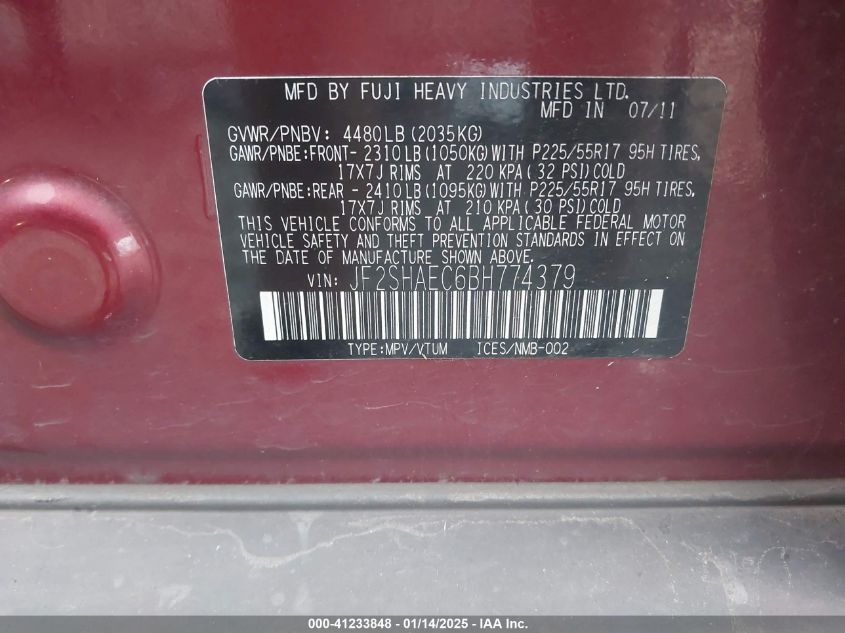 MFD BY FUJI HEAVY INDUSTRIES LTD.
MFD IN 07/11
GVWR/PNBV: 4480LB(2035KG)
GAWR/PNBE:FRONT- 2310LB(1050KG)WITH P225/55R17 95H TIRES,
17X7J RIMS AT 220 KPA( 32 PSI)COLD
GAWR/PNBE:REAR - 2410LB(1095KG)WITH P225/55R17 95H TIRES,
17X7J RIMS AT 210 KPA(30 PSI)COLD
THIS VEHICLE CONFORMS TO ALL APPLICABLE FEDERAL MOTOR
VEHICLE SAFETY AND THEFT PREVENTION STANDARDS IN EFFECT ON
THE DATE OF MANUFACTURE SHOWN ABOVE.
VIN: JF2SHAEC6BH774379
TYPE:MPV/VTUM ICES/NMB-002
000-41233848 - 01/14/2025 - IAA Inc.